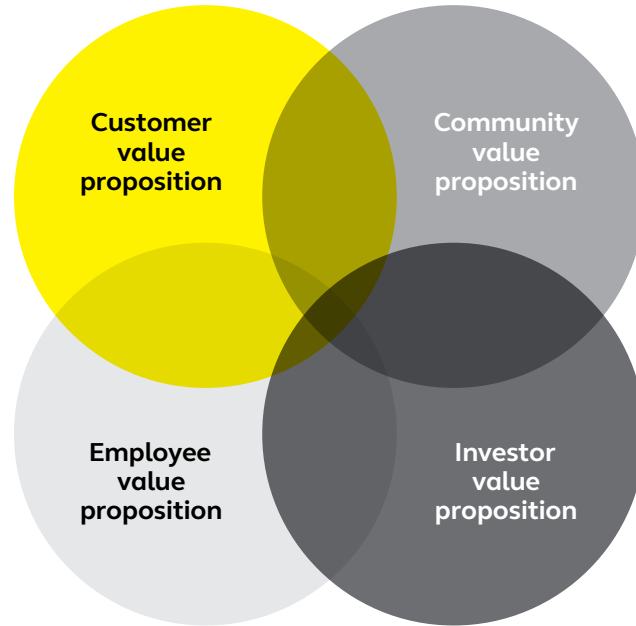 Customer
value
proposition
Community
value
proposition
Employee
value
proposition
Investor
value
proposition